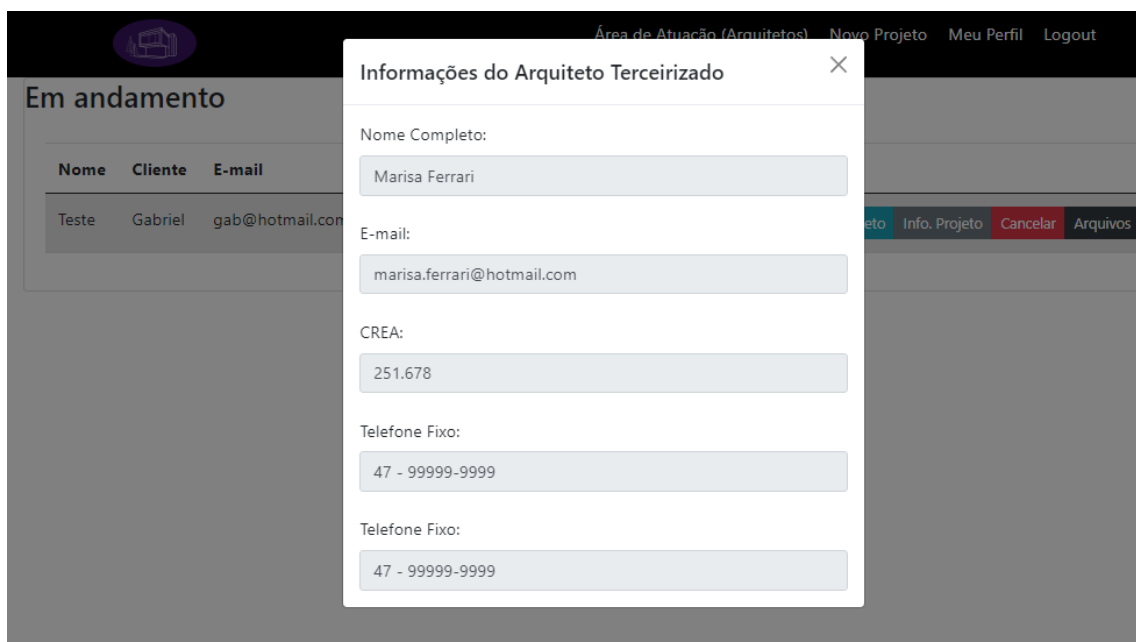 Área de Atuação (Arquitetos) Novo Projeto Meu Perfil Logout
Informações do Arquiteto Terceirizado
Em andamento
Nome Completo:
Marisa Ferrari
Nome Cliente E-mail
Teste Gabriel gab@hotmail.com
eto Info. Projeto Cancelar Arquivos
E-mail:
marisa.ferrari@hotmail.com
CREA:
251.678
Telefone Fixo:
47 - 99999-9999
Telefone Fixo:
47 - 99999-9999